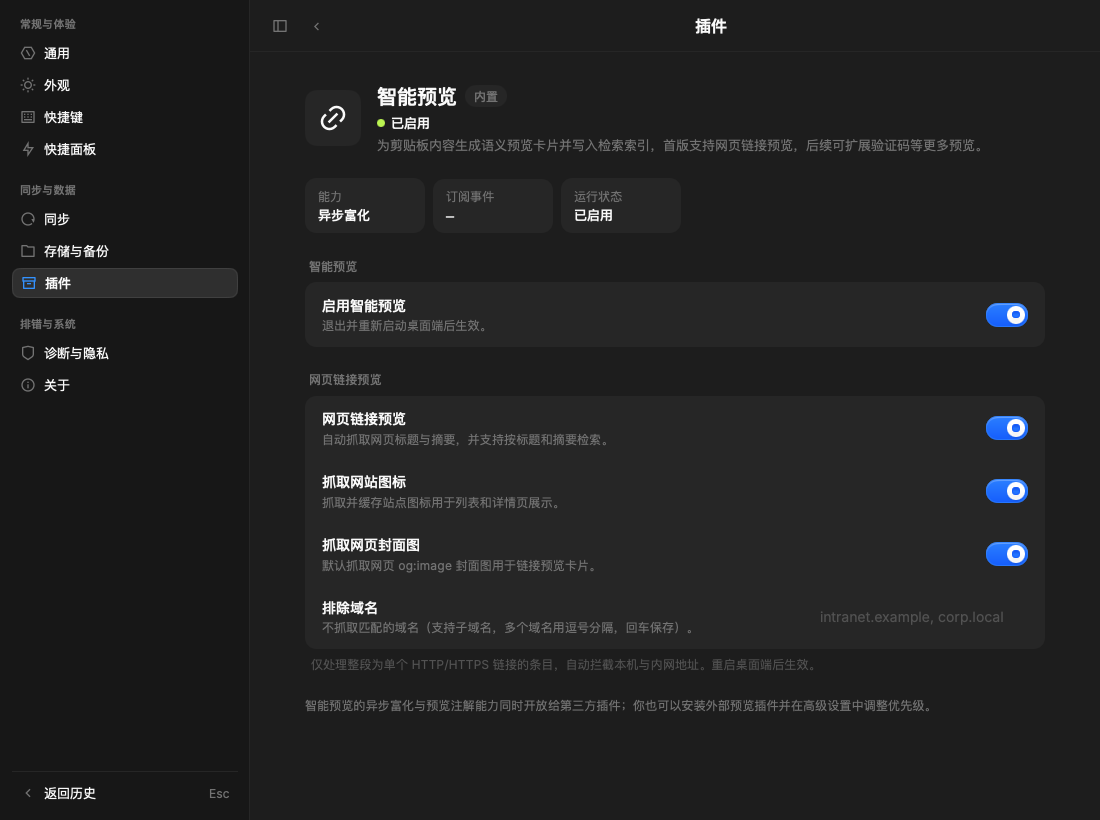 常规与体验
通用
外观
快捷键
快捷面板
同步与数据
同步
存储与备份
插件
排错与系统
诊断与隐私
关于
返回历史 Esc
插件
智能预览 内置
已启用
为剪贴板内容生成语义预览卡片并写入检索索引，首版支持网页链接预览，后续可扩展验证码等更多预览。
能力
异步富化
订阅事件
–
运行状态
已启用
智能预览
启用智能预览
退出并重新启动桌面端后生效。
网页链接预览
网页链接预览
自动抓取网页标题与摘要，并支持按标题和摘要检索。
抓取网站图标
抓取并缓存站点图标用于列表和详情页展示。
抓取网页封面图
默认抓取网页 og:image 封面图用于链接预览卡片。
排除域名
不抓取匹配的域名（支持子域名，多个域名用逗号分隔，回车保存）。
intranet.example, corp.local
仅处理整段为单个 HTTP/HTTPS 链接的条目，自动拦截本机与内网地址。重启桌面端后生效。
智能预览的异步富化与预览注解能力同时开放给第三方插件；你也可以安装外部预览插件并在高级设置中调整优先级。